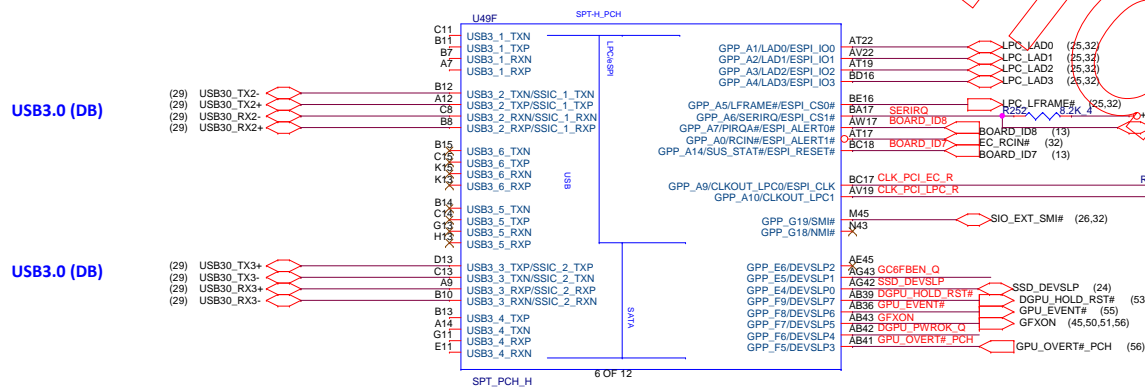 U49F
SPT-H_PCH
C11 USB3_1_TXN
B11 USB3_1_TXP
B7 USB3_1_RXN
A7 USB3_1_RXP
USB3.0 (DB)
(29) USB30_TX2- B12 USB3_2_TXN/SSIC_1_TXN
(29) USB30_TX2+ A12 USB3_2_TXP/SSIC_1_TXP
(29) USB30_RX2- C8 USB3_2_RXN/SSIC_1_RXN
(29) USB30_RX2+ B8 USB3_2_RXP/SSIC_1_RXP
B15 USB3_6_TXN
C15 USB3_6_TXP
K15 USB3_6_RXN
K13 USB3_6_RXP
B14 USB3_5_TXN
C14 USB3_5_TXP
G13 USB3_5_RXN
H13 USB3_5_RXP
USB3.0 (DB)
(29) USB30_TX3+ D13 USB3_3_TXP/SSIC_2_TXP
(29) USB30_TX3- C13 USB3_3_TXN/SSIC_2_TXN
(29) USB30_RX3+ A9 USB3_3_RXP/SSIC_2_RXP
(29) USB30_RX3- B10 USB3_3_RXN/SSIC_2_RXN
B13 USB3_4_TXP
A14 USB3_4_TXN
G11 USB3_4_RXP
E11 USB3_4_RXN
LPC/eSPI
USB
SATA
GPP_A1/LAD0/ESPI_IO0 AT22 LPC_LAD0 (25,32)
GPP_A2/LAD1/ESPI_IO1 AV22 LPC_LAD1 (25,32)
GPP_A3/LAD2/ESPI_IO2 AT19 LPC_LAD2 (25,32)
GPP_A4/LAD3/ESPI_IO3 BD16 LPC_LAD3 (25,32)
GPP_A5/LFRAME#/ESPI_CS0# BE16 LPC_LFRAME# (25,32)
GPP_A6/SERIRQ/ESPI_CS1# BA17 SERIRQ R252 8.2K_4
GPP_A7/PIRQA#/ESPI_ALERT0# AW17 BOARD_ID8 BOARD_ID8 (13)
GPP_A0/RCIN#/ESPI_ALERT1# AT17 EC_RCIN# (32)
GPP_A14/SUS_STAT#/ESPI_RESET# BC18 BOARD_ID7 BOARD_ID7 (13)
GPP_A9/CLKOUT_LPC0/ESPI_CLK BC17 CLK_PCI_EC_R R
GPP_A10/CLKOUT_LPC1 AV19 CLK_PCI_LPC_R
GPP_G19/SMI# M45 SIO_EXT_SMI# (26,32)
GPP_G18/NMI# N43
GPP_E6/DEVSLP2 AE45
GPP_E5/DEVSLP1 AG43 GC6FBEN_Q
GPP_E4/DEVSLP0 AG42 SSD_DEVSLP SSD_DEVSLP (24)
GPP_F9/DEVSLP7 AB39 DGPU_HOLD_RST# DGPU_HOLD_RST# (53
GPP_F8/DEVSLP6 AB36 GPU_EVENT# GPU_EVENT# (55)
GPP_F7/DEVSLP5 AB43 GFXON GFXON (45,50,51,56)
GPP_F6/DEVSLP4 AB42 DGPU_PWROK_Q
GPP_F5/DEVSLP3 AB41 GPU_OVERT#_PCH GPU_OVERT#_PCH (56)
6 OF 12
SPT_PCH_H